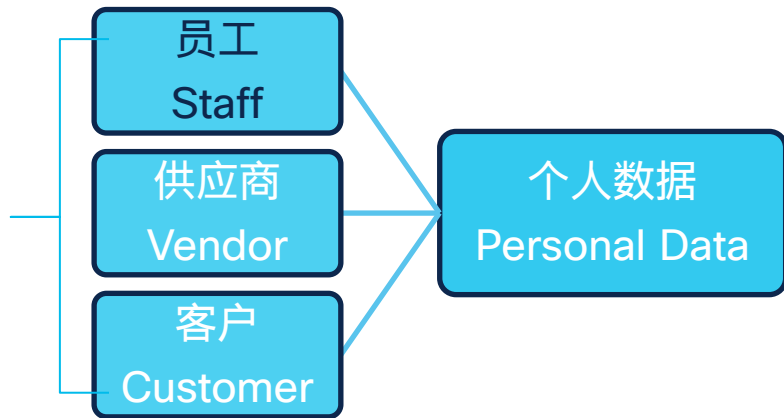 员工
Staff
供应商
Vendor
客户
Customer
个人数据
Personal Data